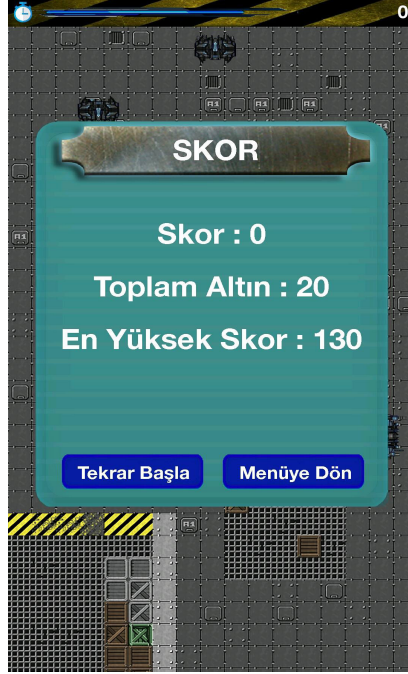 0
SKOR
Skor : 0
Toplam Altın : 20
En Yüksek Skor : 130
Tekrar Başla
Menüye Dön